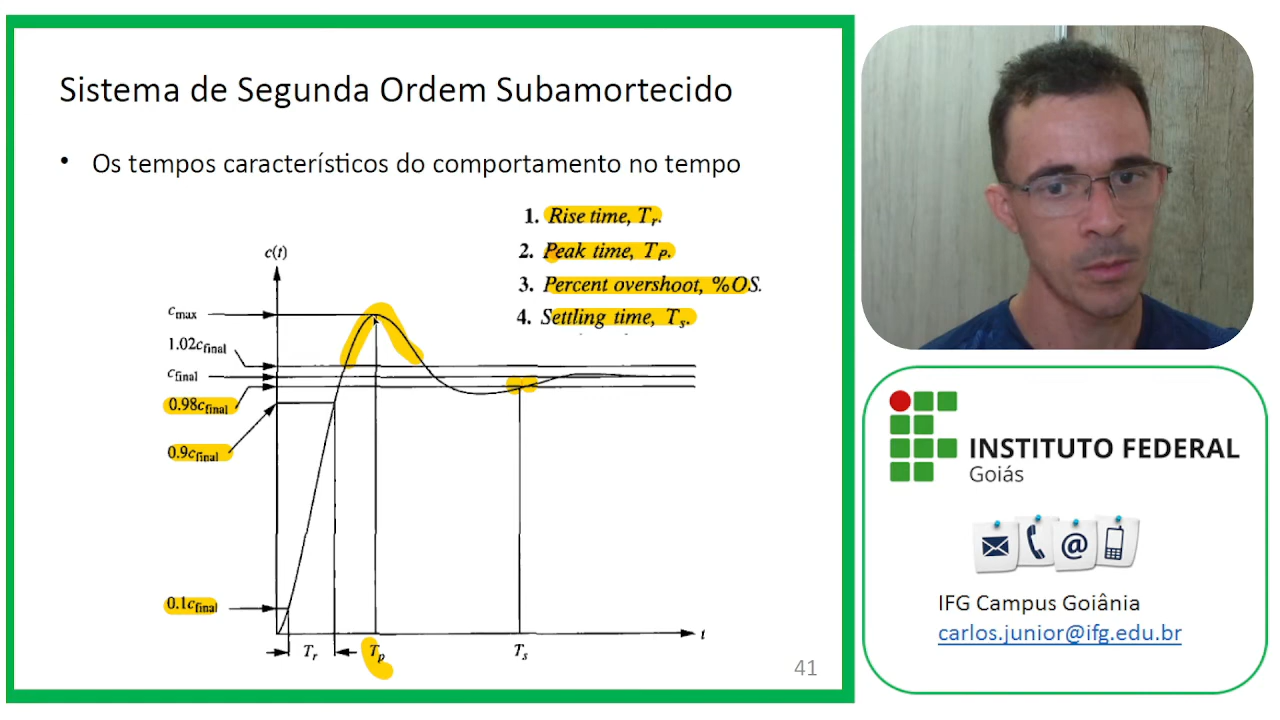 Sistema de Segunda Ordem Subamortecido
• Os tempos característicos do comportamento no tempo
1. Rise time, Tr.
2. Peak time, TP.
3. Percent overshoot, %OS.
4. Settling time, Ts.
c(t)
cmax
1.02cfinal
cfinal
0.98cfinal
0.9cfinal
0.1cfinal
Tr
Tp
Ts
t
41
INSTITUTO FEDERAL
Goiás
@
IFG Campus Goiânia
carlos.junior@ifg.edu.br